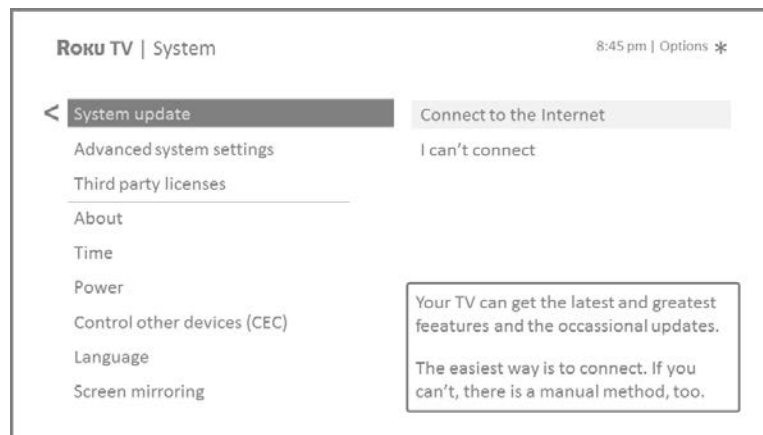 ROKU TV | System
8:45 pm | Options *
< System update
Advanced system settings
Third party licenses
About
Time
Power
Control other devices (CEC)
Language
Screen mirroring
Connect to the Internet
I can't connect
Your TV can get the latest and greatest
feeatures and the occassional updates.
The easiest way is to connect. If you
can't, there is a manual method, too.